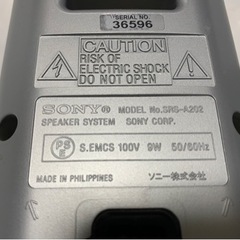 SERIAL NO
36596
CAUTION
RISK OF
ELECTRIC SHOCK
DO NOT OPEN
SONY® MODEL No.SRS-A202
SPEAKER SYSTEM SONY CORP.
PS
E
S.EMCS 100V 9W 50/60Hz
MADE IN PHILIPPINES ソニー株式会社